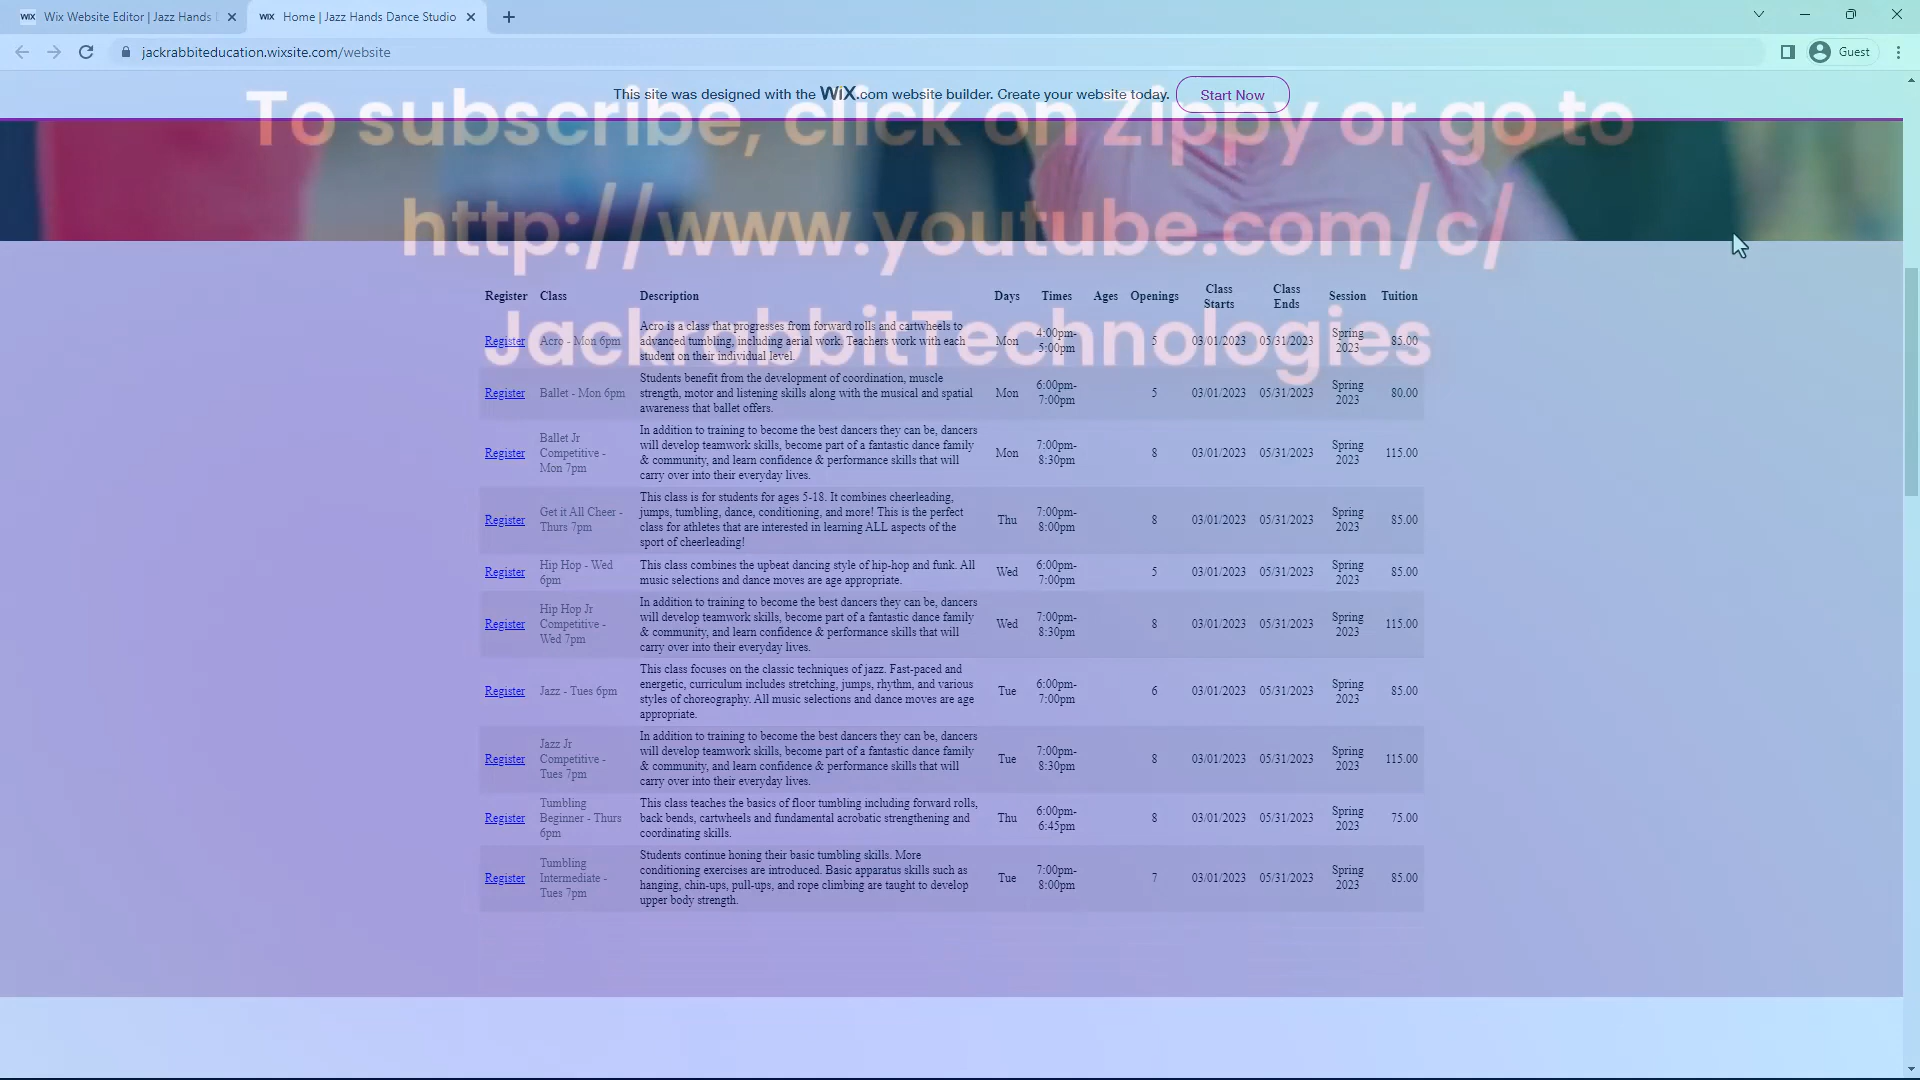 WIX Wix Website Editor | Jazz Hands
WIX Home | Jazz Hands Dance Studio
jackrabbiteducation.wixsite.com/website
Guest
This site was designed with the WIX.com website builder. Create your website today. Start Now
To subscribe, click on Zippy or go to
http://www.youtube.com/c/
JackrabbitTechnologies
Register Class Description Days Times Ages Openings Class Starts Class Ends Session Tuition
Register Acro - Mon 6pm
Acro is a class that progresses from forward rolls and cartwheels to
advanced tumbling, including aerial work. Teachers work with each
student on their individual level.
Mon 4:00pm-5:00pm 5 03/01/2023 05/31/2023 Spring 2023 85.00
Register Ballet - Mon 6pm
Students benefit from the development of coordination, muscle
strength, motor and listening skills along with the musical and spatial
awareness that ballet offers.
Mon 6:00pm-7:00pm 5 03/01/2023 05/31/2023 Spring 2023 80.00
Register Ballet Jr Competitive - Mon 7pm
In addition to training to become the best dancers they can be, dancers
will develop teamwork skills, become part of a fantastic dance family
& community, and learn confidence & performance skills that will
carry over into their everyday lives.
Mon 7:00pm-8:30pm 8 03/01/2023 05/31/2023 Spring 2023 115.00
Register Get it All Cheer - Thurs 7pm
This class is for students for ages 5-18. It combines cheerleading,
jumps, tumbling, dance, conditioning, and more! This is the perfect
class for athletes that are interested in learning ALL aspects of the
sport of cheerleading!
Thu 7:00pm-8:00pm 8 03/01/2023 05/31/2023 Spring 2023 85.00
Register Hip Hop - Wed 6pm
This class combines the upbeat dancing style of hip-hop and funk. All
music selections and dance moves are age appropriate.
Wed 6:00pm-7:00pm 5 03/01/2023 05/31/2023 Spring 2023 85.00
Register Hip Hop Jr Competitive - Wed 7pm
In addition to training to become the best dancers they can be, dancers
will develop teamwork skills, become part of a fantastic dance family
& community, and learn confidence & performance skills that will
carry over into their everyday lives.
Wed 7:00pm-8:30pm 8 03/01/2023 05/31/2023 Spring 2023 115.00
Register Jazz - Tues 6pm
This class focuses on the classic techniques of jazz. Fast-paced and
energetic, curriculum includes stretching, jumps, rhythm, and various
styles of choreography. All music selections and dance moves are age
appropriate.
Tue 6:00pm-7:00pm 6 03/01/2023 05/31/2023 Spring 2023 85.00
Register Jazz Jr Competitive - Tues 7pm
In addition to training to become the best dancers they can be, dancers
will develop teamwork skills, become part of a fantastic dance family
& community, and learn confidence & performance skills that will
carry over into their everyday lives.
Tue 7:00pm-8:30pm 8 03/01/2023 05/31/2023 Spring 2023 115.00
Register Tumbling Beginner - Thurs 6pm
This class teaches the basics of floor tumbling including forward rolls,
back bends, cartwheels and fundamental acrobatic strengthening and
coordinating skills.
Thu 6:00pm-6:45pm 8 03/01/2023 05/31/2023 Spring 2023 75.00
Register Tumbling Intermediate - Tues 7pm
Students continue honing their basic tumbling skills. More
conditioning exercises are introduced. Basic apparatus skills such as
hanging, chin-ups, pull-ups, and rope climbing are taught to develop
upper body strength.
Tue 7:00pm-8:00pm 7 03/01/2023 05/31/2023 Spring 2023 85.00